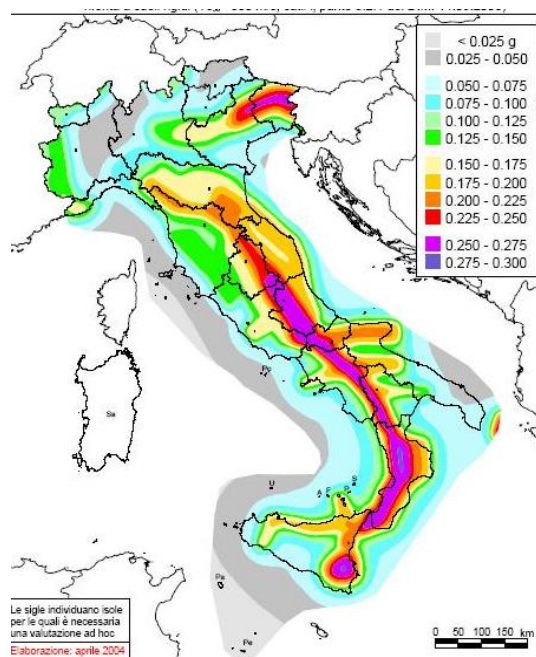 < 0.025 g
0.025 - 0.050
0.050 - 0.075
0.075 - 0.100
0.100 - 0.125
0.125 - 0.150
0.150 - 0.175
0.175 - 0.200
0.200 - 0.225
0.225 - 0.250
0.250 - 0.275
0.275 - 0.300
Po
Sa
U
A
F
P
S
Pa
Pe
Le sigle individuano isole
per le quali è necessaria
una valutazione ad hoc
Elaborazione: aprile 2004
0 50 100 150 km